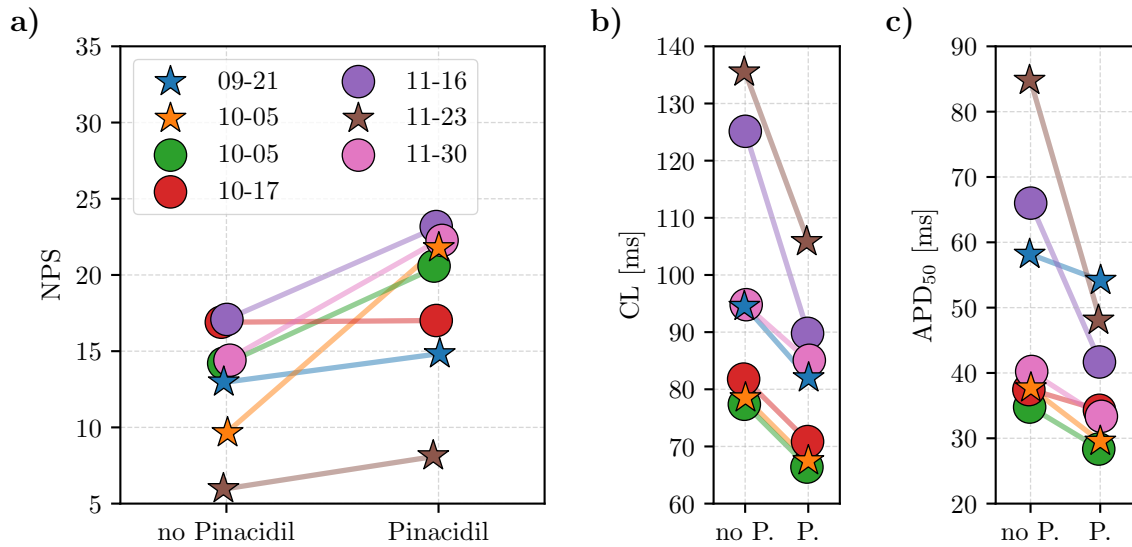 a)
NPS
35
30
25
20
15
10
5
09-21
10-05
10-05
10-17
11-16
11-23
11-30
no Pinacidil
Pinacidil
b)
CL [ms]
140
130
120
110
100
90
80
70
60
no P.
P.
c)
APD₅₀ [ms]
90
80
70
60
50
40
30
20
no P.
P.